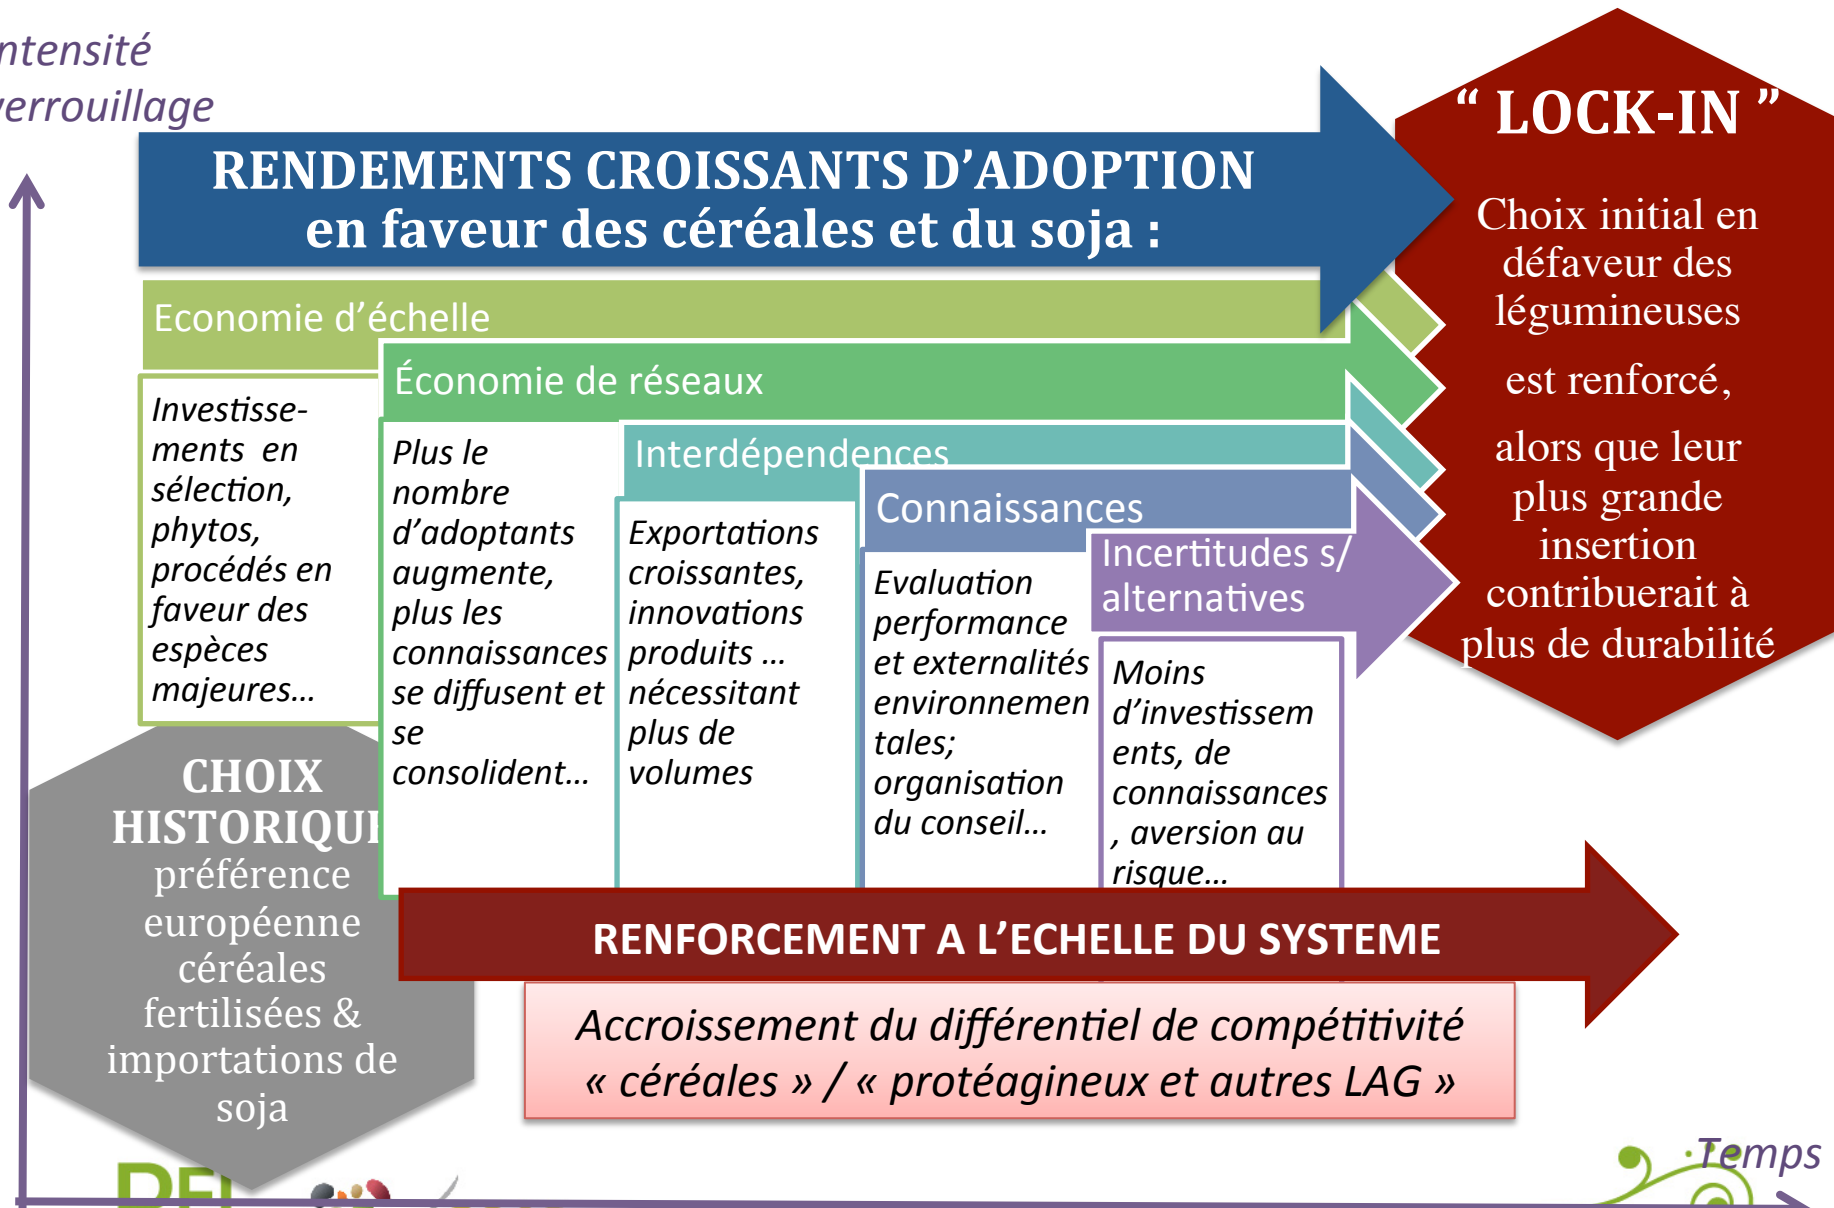 ntensité
verrouillage
RENDEMENTS CROISSANTS D’ADOPTION
en faveur des céréales et du soja :
“ LOCK-IN ”
Choix initial en
défaveur des
légumineuses
est renforcé,
alors que leur
plus grande
insertion
contribuerait à
plus de durabilité
Economie d’échelle
Investisse-
ments en
sélection,
phytos,
procédés en
faveur des
espèces
majeures…
Économie de réseaux
Plus le
nombre
d’adoptants
augmente,
plus les
connaissances
se diffusent et
se
consolident…
Interdépendences
Exportations
croissantes,
innovations
produits …
nécessitant
plus de
volumes
Connaissances
Evaluation
performance
et externalités
environnemen
tales;
organisation
du conseil…
Incertitudes s/
alternatives
Moins
d’investissem
ents, de
connaissances
, aversion au
risque…
CHOIX
HISTORIQUE
préférence
européenne
céréales
fertilisées &
importations de
soja
RENFORCEMENT A L’ECHELLE DU SYSTEME
Accroissement du différentiel de compétitivité
« céréales » / « protéagineux et autres LAG »
Temps